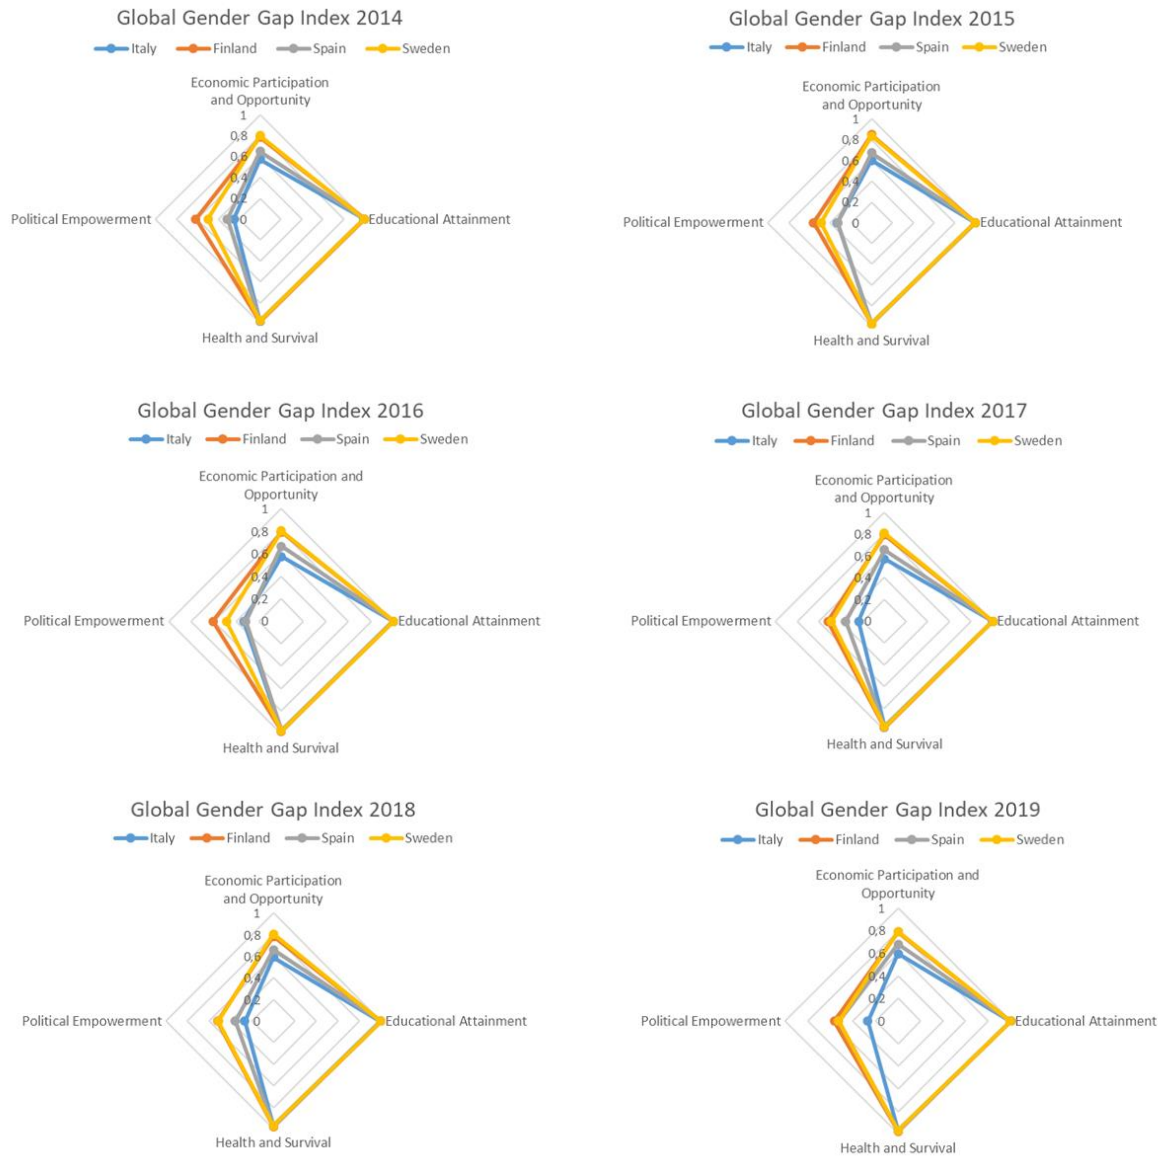 Global Gender Gap Index 2014
Italy Finland Spain Sweden
Economic Participation
and Opportunity
1
0,8
0,6
0,4
0,2
0
Political Empowerment
Educational Attainment
Health and Survival
Global Gender Gap Index 2015
Italy Finland Spain Sweden
Economic Participation
and Opportunity
1
0,8
0,6
0,4
0,2
0
Political Empowerment
Educational Attainment
Health and Survival
Global Gender Gap Index 2016
Italy Finland Spain Sweden
Economic Participation and
Opportunity
1
0,8
0,6
0,4
0,2
0
Political Empowerment
Educational Attainment
Health and Survival
Global Gender Gap Index 2017
Italy Finland Spain Sweden
Economic Participation
and Opportunity
1
0,8
0,6
0,4
0,2
0
Political Empowerment
Educational Attainment
Health and Survival
Global Gender Gap Index 2018
Italy Finland Spain Sweden
Economic Participation
and Opportunity
1
0,8
0,6
0,4
0,2
0
Political Empowerment
Educational Attainment
Health and Survival
Global Gender Gap Index 2019
Italy Finland Spain Sweden
Economic Participation and
Opportunity
1
0,8
0,6
0,4
0,2
0
Political Empowerment
Educational Attainment
Health and Survival